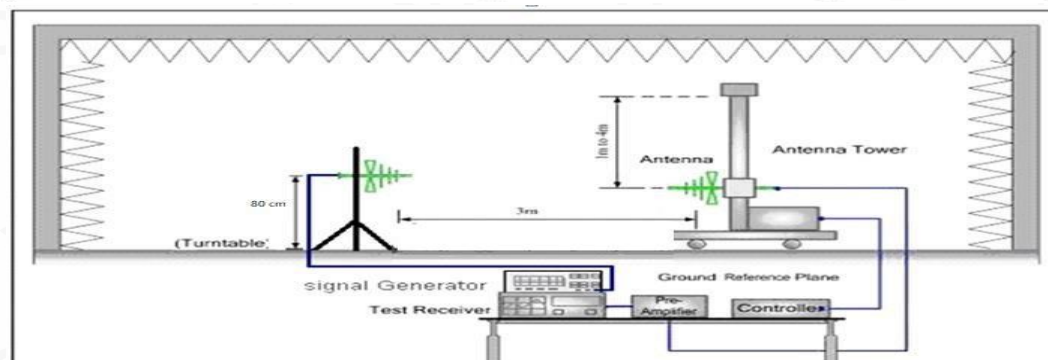 1m to 4m
Antenna
Antenna Tower
80 cm
3m
(Turntable)
Ground Reference Plane
signal Generator
Test Receiver
Pre-
Amplifier
Controller